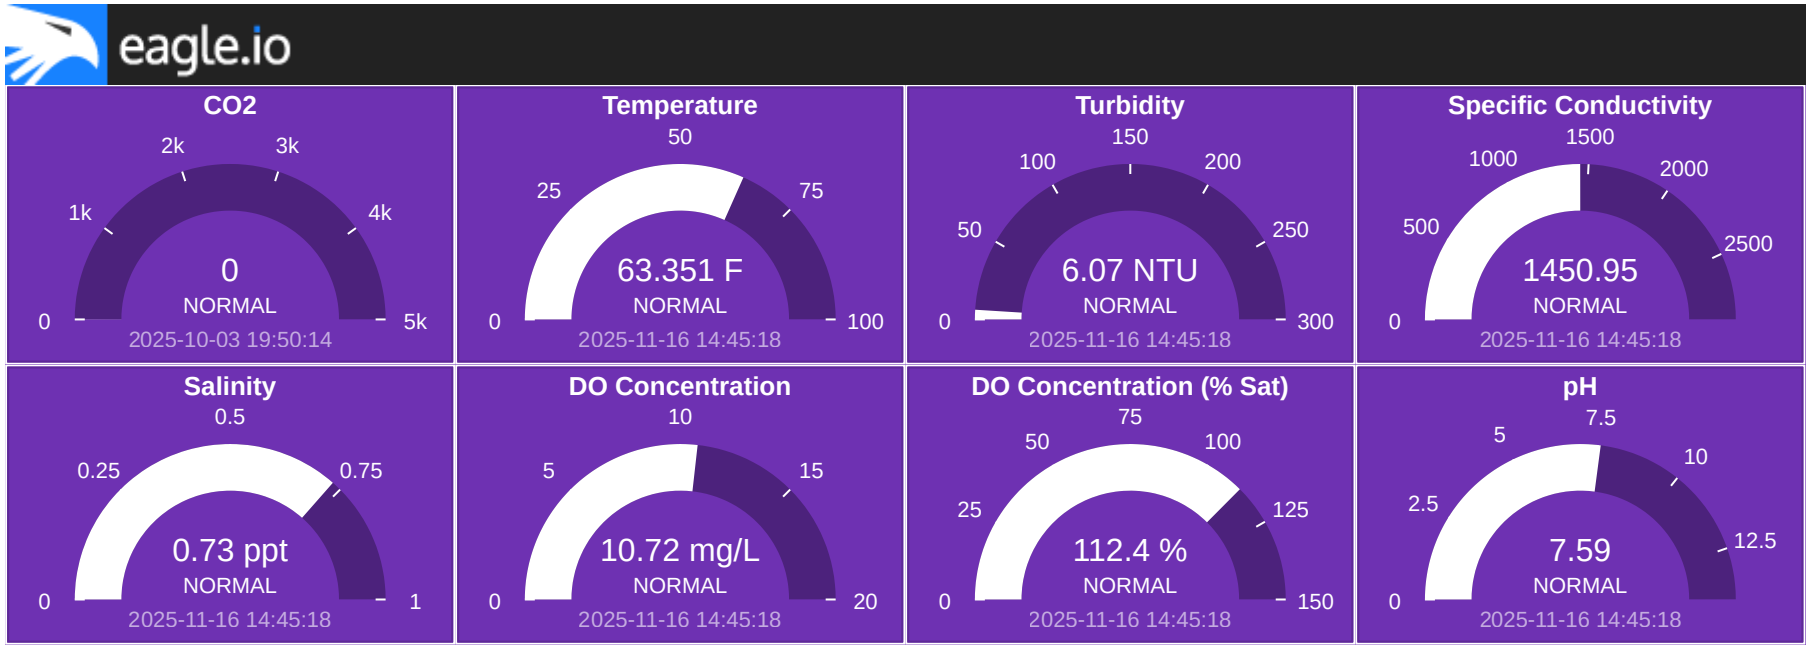 eagle.io
CO2
2k
3k
1k
4k
0
NORMAL
0
5k
2025-10-03 19:50:14
Temperature
50
25
75
63.351 F
NORMAL
0
100
2025-11-16 14:45:18
Turbidity
150
100
200
50
250
6.07 NTU
NORMAL
0
300
2025-11-16 14:45:18
Specific Conductivity
1500
1000
2000
500
2500
1450.95
NORMAL
0
2025-11-16 14:45:18
Salinity
0.5
0.25
0.75
0.73 ppt
NORMAL
0
1
2025-11-16 14:45:18
DO Concentration
10
5
15
10.72 mg/L
NORMAL
0
20
2025-11-16 14:45:18
DO Concentration (% Sat)
75
50
100
25
125
112.4 %
NORMAL
0
150
2025-11-16 14:45:18
pH
7.5
5
10
2.5
12.5
7.59
NORMAL
0
2025-11-16 14:45:18